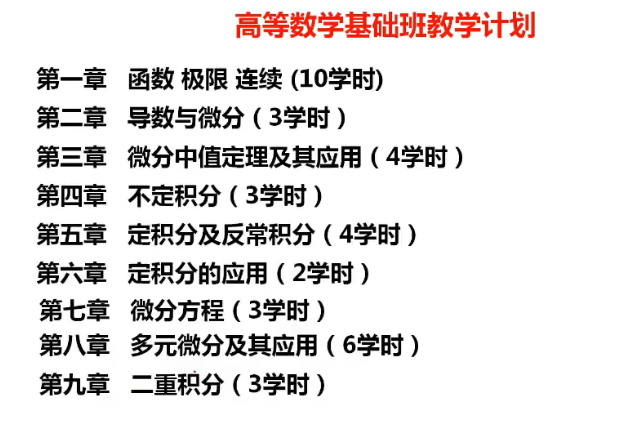 高等数学基础班教学计划
第一章 函数 极限 连续 (10学时)
第二章 导数与微分（3学时）
第三章 微分中值定理及其应用（4学时）
第四章 不定积分（3学时）
第五章 定积分及反常积分（4学时）
第六章 定积分的应用（2学时）
第七章 微分方程（3学时）
第八章 多元微分及其应用（6学时）
第九章 二重积分（3学时）